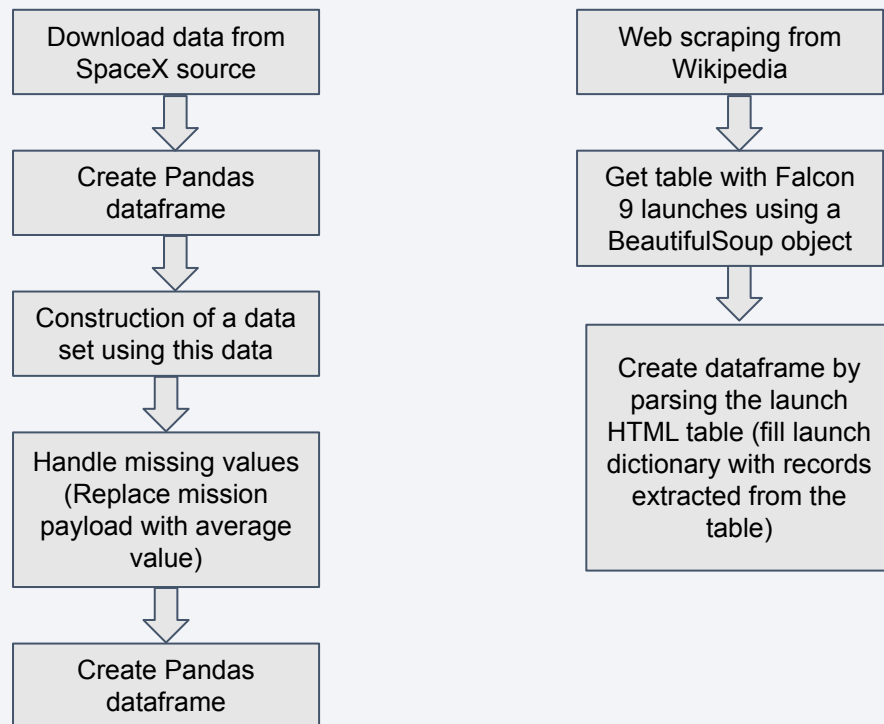 Download data from
SpaceX source
Create Pandas
dataframe
Construction of a data
set using this data
Handle missing values
(Replace mission
payload with average
value)
Create Pandas
dataframe
Web scraping from
Wikipedia
Get table with Falcon
9 launches using a
BeautifulSoup object
Create dataframe by
parsing the launch
HTML table (fill launch
dictionary with records
extracted from the
table)